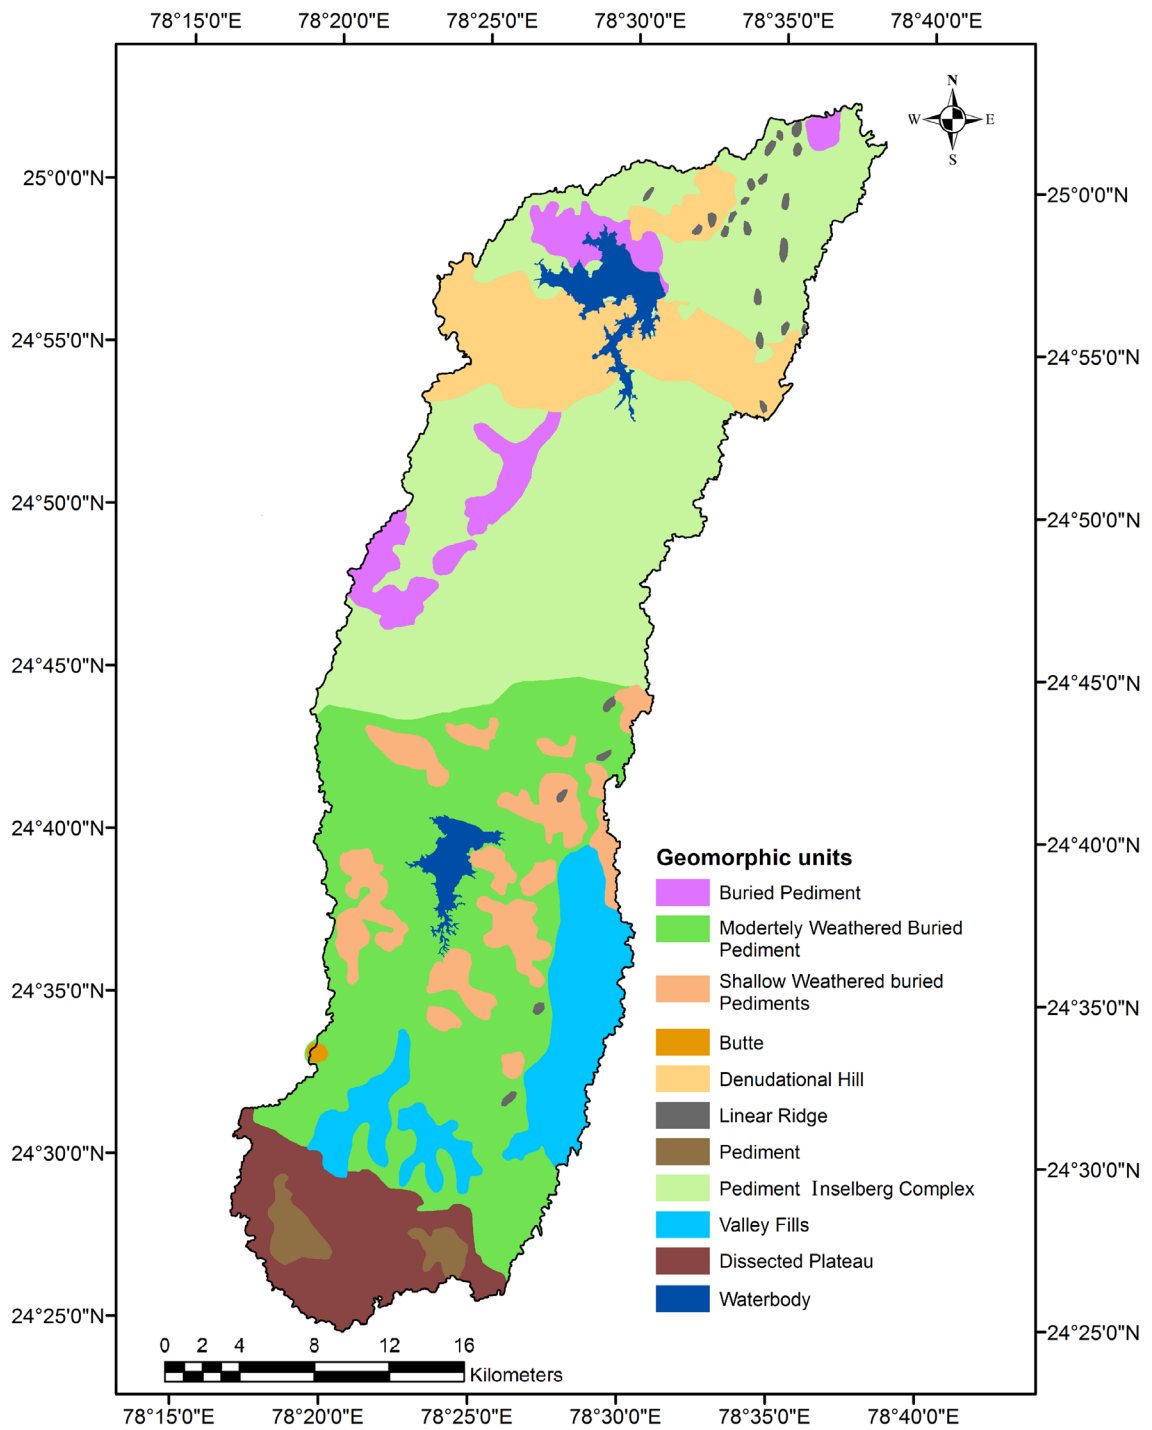 78°15'0"E 78°20'0"E 78°25'0"E 78°30'0"E 78°35'0"E 78°40'0"E
N
W E
S
25°0'0"N
25°0'0"N
24°55'0"N
24°55'0"N
24°50'0"N
24°50'0"N
24°45'0"N
24°45'0"N
24°40'0"N
24°40'0"N
Geomorphic units
Buried Pediment
Modertely Weathered Buried
Pediment
Shallow Weathered buried
Pediments
24°35'0"N
24°35'0"N
Butte
Denudational Hill
Linear Ridge
Pediment
24°30'0"N
24°30'0"N
Pediment Inselberg Complex
Valley Fills
Dissected Plateau
Waterbody
24°25'0"N
24°25'0"N
0 2 4 8 12 16
Kilometers
78°15'0"E 78°20'0"E 78°25'0"E 78°30'0"E 78°35'0"E 78°40'0"E